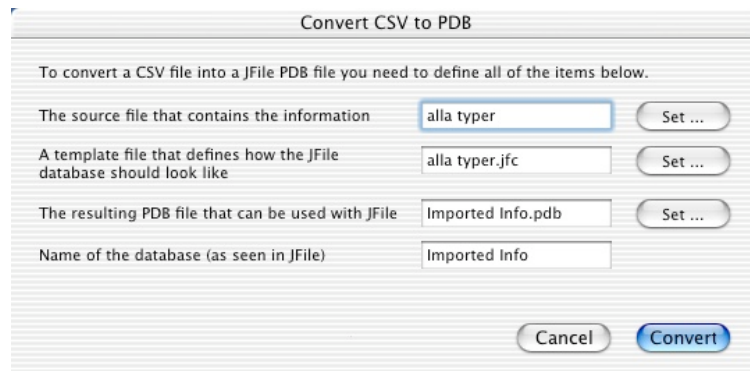 Convert CSV to PDB
To convert a CSV file into a JFile PDB file you need to define all of the items below.
The source file that contains the information alla typer Set ...
A template file that defines how the JFile
database should look like alla typer.jfc Set ...
The resulting PDB file that can be used with JFile Imported Info.pdb Set ...
Name of the database (as seen in JFile) Imported Info
Cancel Convert